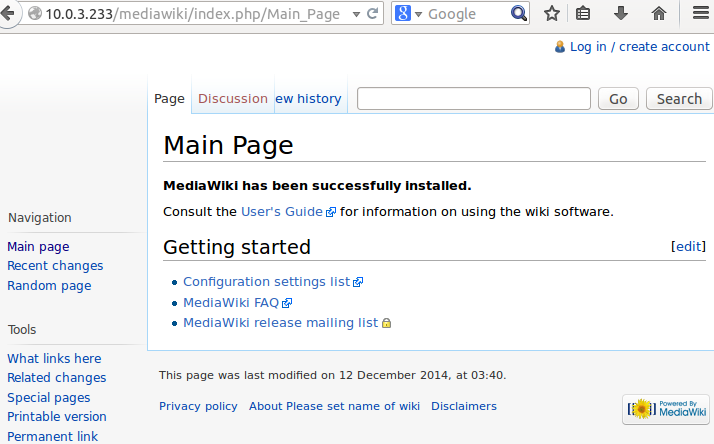 10.0.3.233/mediawiki/index.php/Main_Page
Google
Log in / create account
Page
Discussion
ew history
Go
Search
Main Page
MediaWiki has been successfully installed.
Consult the User's Guide for information on using the wiki software.
Getting started [edit]
Configuration settings list
MediaWiki FAQ
MediaWiki release mailing list
Navigation
Main page
Recent changes
Random page
Tools
What links here
Related changes
Special pages
Printable version
Permanent link
This page was last modified on 12 December 2014, at 03:40.
Privacy policy About Please set name of wiki Disclaimers
Powered By
MediaWiki